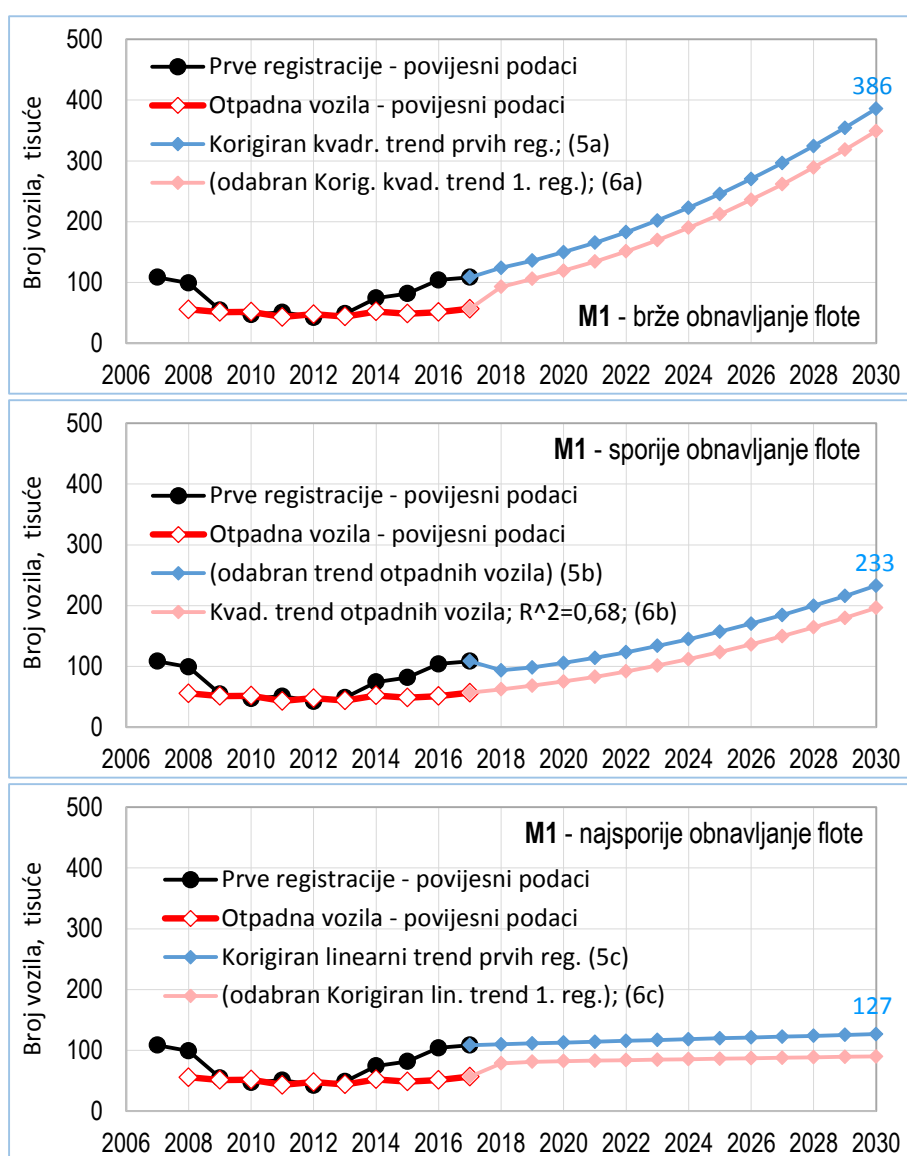 500
400
300
200
100
0
Broj vozila, tisuće
Prve registracije - povijesni podaci
Otpadna vozila - povijesni podaci
Korigiran kvadr. trend prvih reg.; (5a)
(odabran Korig. kvad. trend 1. reg.); (6a)
386
M1 - brže obnavljanje flote
2006 2008 2010 2012 2014 2016 2018 2020 2022 2024 2026 2028 2030
500
400
300
200
100
0
Broj vozila, tisuće
M1 - sporije obnavljanje flote
Prve registracije - povijesni podaci
Otpadna vozila - povijesni podaci
(odabran trend otpadnih vozila) (5b)
Kvad. trend otpadnih vozila; R^2=0,68; (6b)
233
2006 2008 2010 2012 2014 2016 2018 2020 2022 2024 2026 2028 2030
500
400
300
200
100
0
Broj vozila, tisuće
M1 - najsporije obnavljanje flote
Prve registracije - povijesni podaci
Otpadna vozila - povijesni podaci
Korigiran linearni trend prvih reg. (5c)
(odabran Korigiran lin. trend 1. reg.); (6c)
127
2006 2008 2010 2012 2014 2016 2018 2020 2022 2024 2026 2028 2030